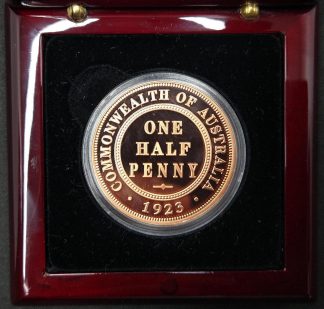 COMMONWEALTH OF AUSTRALIA
ONE
HALF
PENNY
· 1923 ·